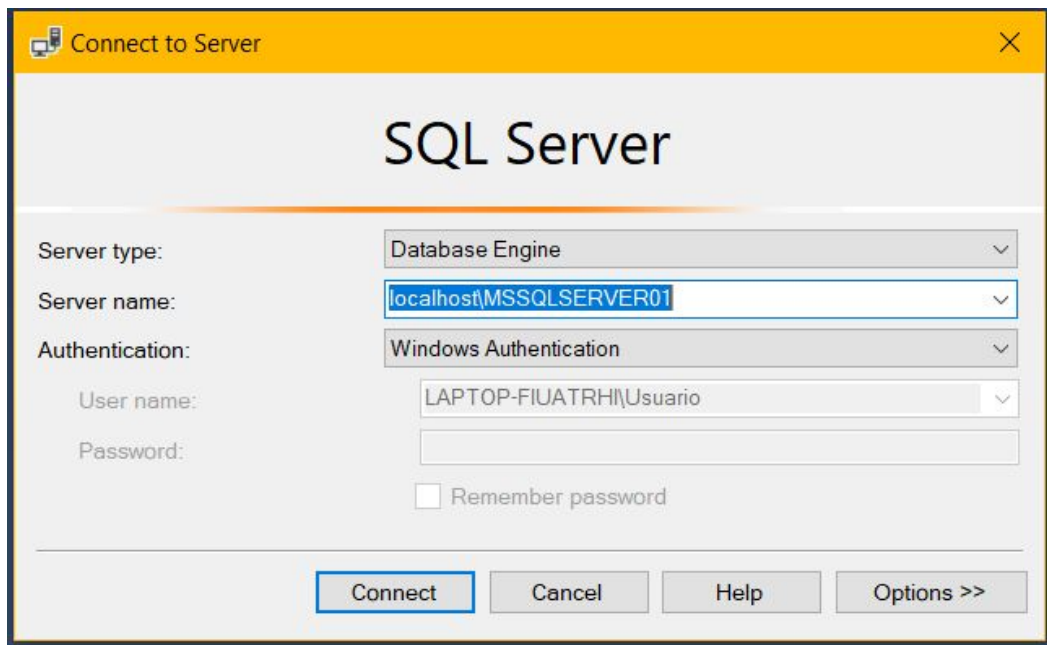 Connect to Server
SQL Server
Server type: Database Engine
Server name: localhost\MSSQLSERVER01
Authentication: Windows Authentication
User name: LAPTOP-FIUATRHI\Usuario
Password:
Remember password
Connect Cancel Help Options >>